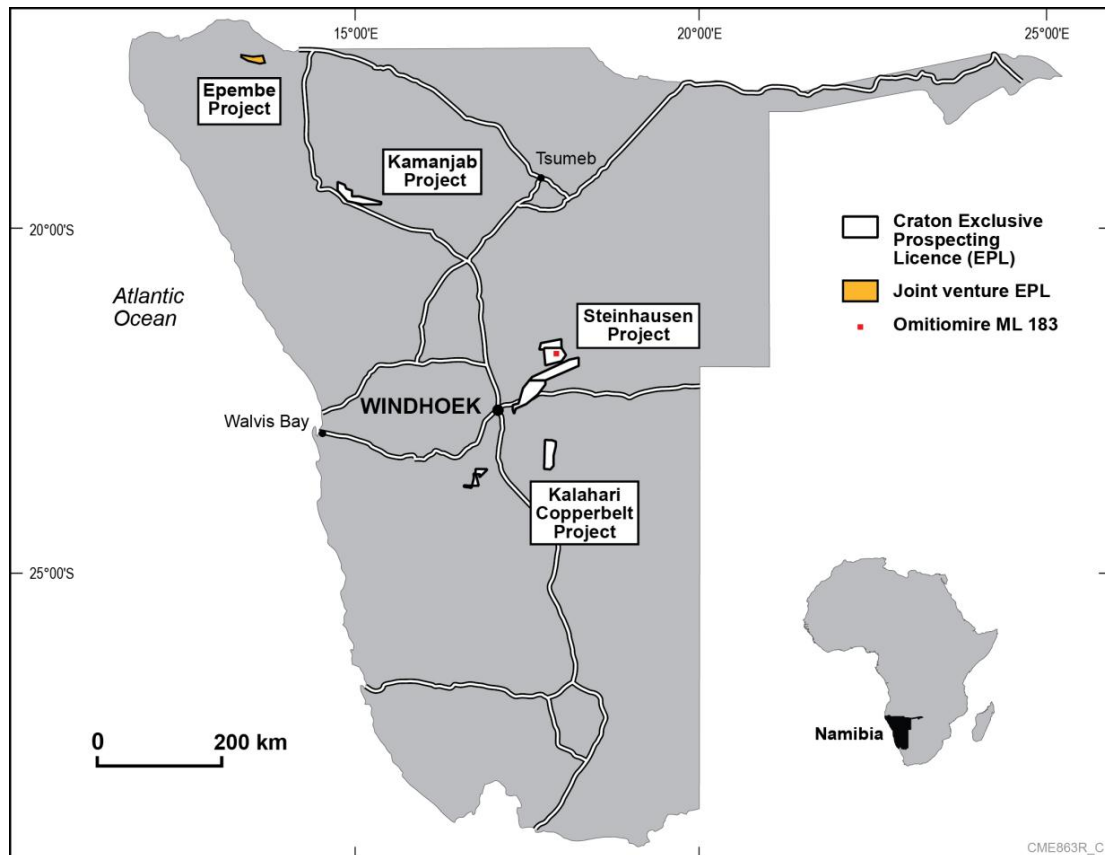 15°00'E
20°00'E
25°00'E
Epembe
Project
Kamanjab
Project
Tsumeb
20°00'S
Craton Exclusive
Prospecting
Licence (EPL)
Joint venture EPL
Omitiomire ML 183
Atlantic
Ocean
Steinhausen
Project
WINDHOEK
Walvis Bay
Kalahari
Copperbelt
Project
25°00'S
0 200 km
Namibia
CME863R_C